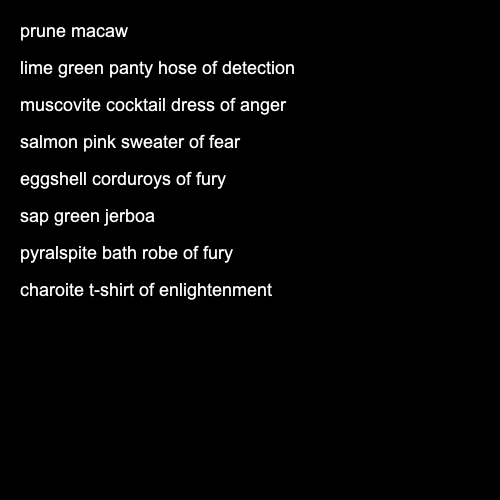 prune macaw
lime green panty hose of detection
muscovite cocktail dress of anger
salmon pink sweater of fear
eggshell corduroys of fury
sap green jerboa
pyralspite bath robe of fury
charoite t-shirt of enlightenment